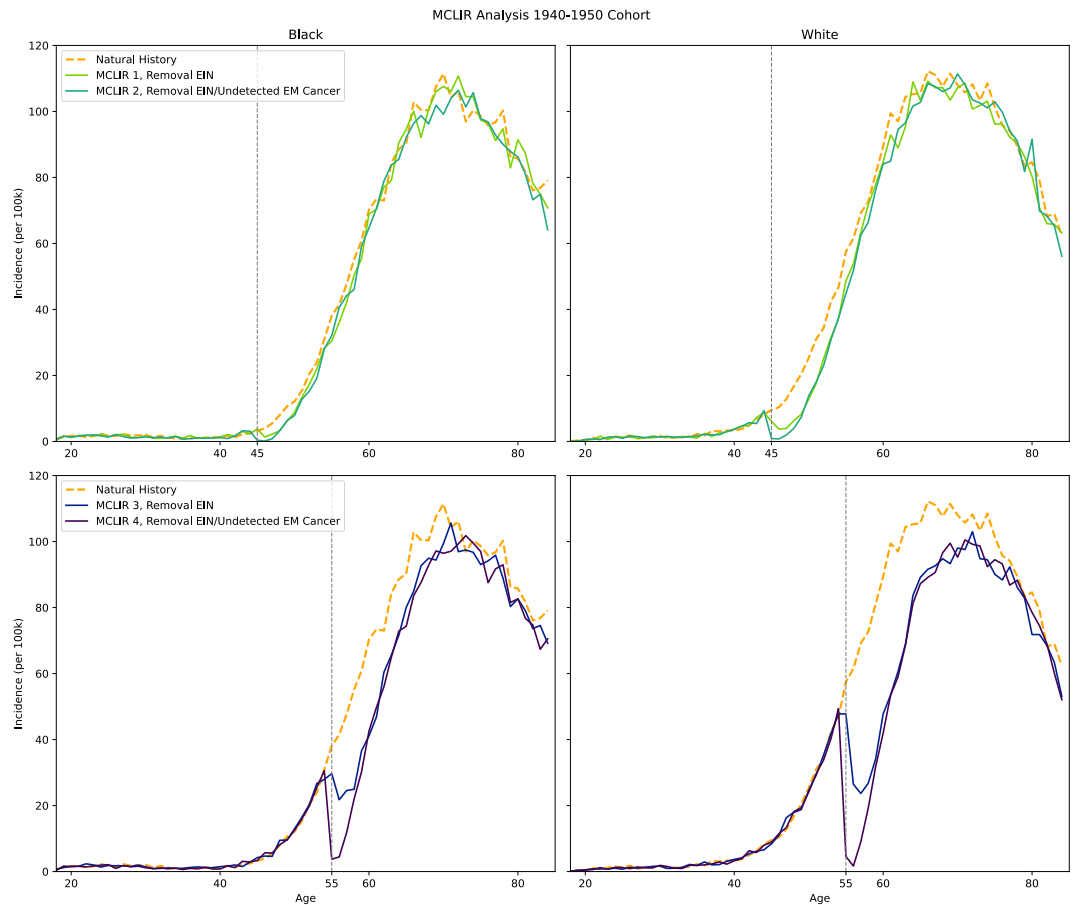 MCLIR Analysis 1940-1950 Cohort
Black
White
Natural History
MCLIR 1, Removal EIN
MCLIR 2, Removal EIN/Undetected EM Cancer
Incidence (per 100k)
0
20
40
60
80
100
120
20
40
45
60
80
20
40
45
60
80
Natural History
MCLIR 3, Removal EIN
MCLIR 4, Removal EIN/Undetected EM Cancer
Incidence (per 100k)
0
20
40
60
80
100
120
20
40
55
60
80
Age
20
40
55
60
80
Age